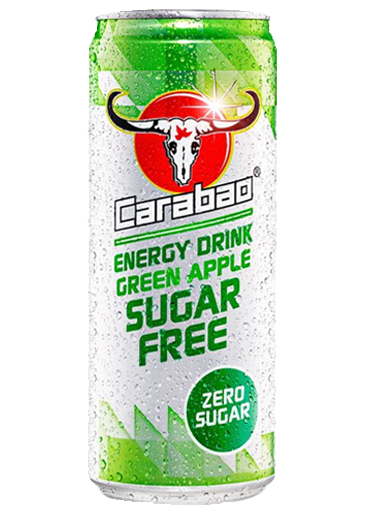 Carabao®
ENERGY DRINK
GREEN APPLE
SUGAR
FREE
ZERO
SUGAR